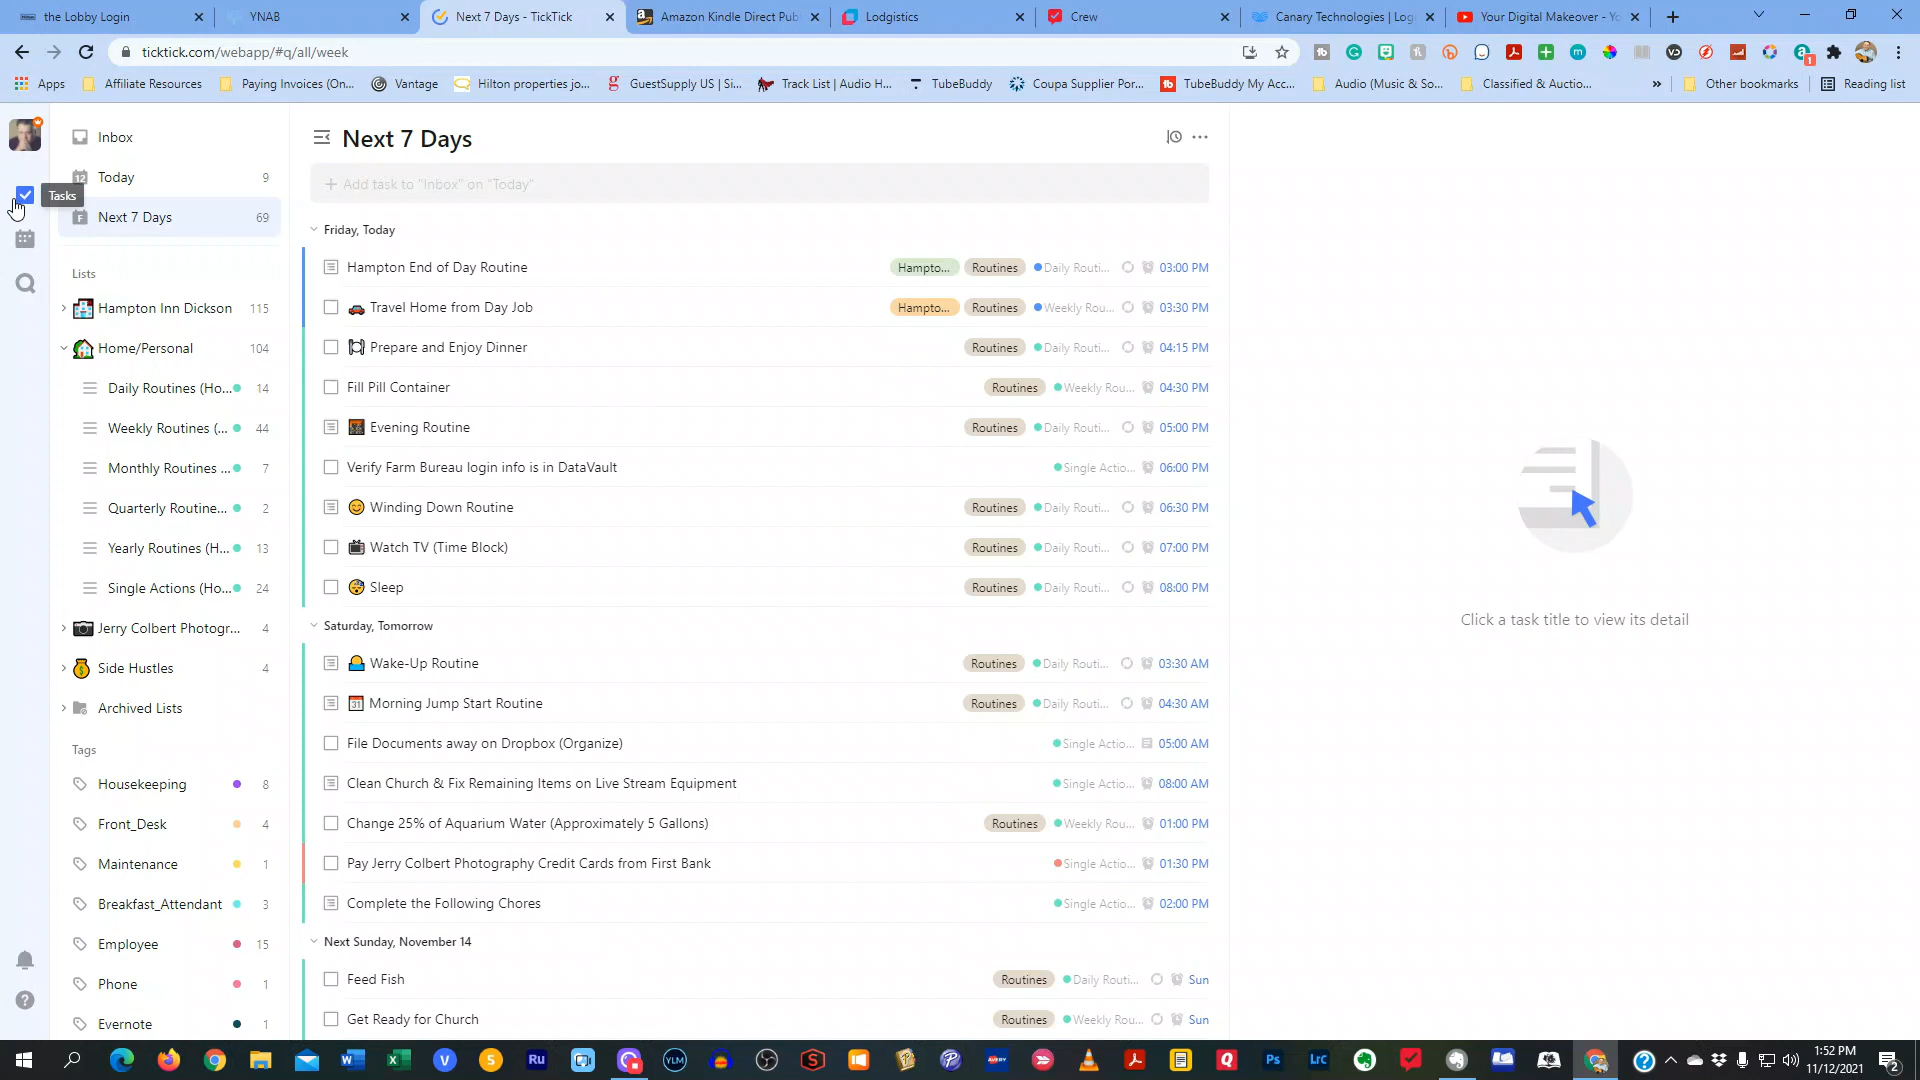 the Lobby Login
YNAB
Next 7 Days - TickTick
Amazon Kindle Direct Pub
Lodgistics
Crew
Canary Technologies | Log
Your Digital Makeover - Yo
ticktick.com/webapp/#q/all/week
Apps
Affiliate Resources
Paying Invoices (On...
Vantage
Hilton properties jo...
GuestSupply US | Si...
Track List | Audio H...
TubeBuddy
Coupa Supplier Por...
TubeBuddy My Acc...
Audio (Music & So...
Classified & Auctio...
»
Other bookmarks
Reading list
Tasks
Inbox
12 Today 9
F Next 7 Days 69
Lists
Hampton Inn Dickson 115
Home/Personal 104
Daily Routines (Ho... 14
Weekly Routines (... 44
Monthly Routines ... 7
Quarterly Routine... 2
Yearly Routines (H... 13
Single Actions (Ho... 24
Jerry Colbert Photogr... 4
Side Hustles 4
Archived Lists
Tags
Housekeeping 8
Front_Desk 4
Maintenance 1
Breakfast_Attendant 3
Employee 15
Phone 1
Evernote 1
Next 7 Days
+ Add task to "Inbox" on "Today"
Friday, Today
Hampton End of Day Routine Hampto... Routines Daily Routi... 03:00 PM
Travel Home from Day Job Hampto... Routines Weekly Rou... 03:30 PM
Prepare and Enjoy Dinner Routines Daily Routi... 04:15 PM
Fill Pill Container Routines Weekly Rou... 04:30 PM
Evening Routine Routines Daily Routi... 05:00 PM
Verify Farm Bureau login info is in DataVault Single Actio... 06:00 PM
Winding Down Routine Routines Daily Routi... 06:30 PM
Watch TV (Time Block) Routines Daily Routi... 07:00 PM
Sleep Routines Daily Routi... 08:00 PM
Saturday, Tomorrow
Wake-Up Routine Routines Daily Routi... 03:30 AM
Morning Jump Start Routine Routines Daily Routi... 04:30 AM
File Documents away on Dropbox (Organize) Single Actio... 05:00 AM
Clean Church & Fix Remaining Items on Live Stream Equipment Single Actio... 08:00 AM
Change 25% of Aquarium Water (Approximately 5 Gallons) Routines Weekly Rou... 01:00 PM
Pay Jerry Colbert Photography Credit Cards from First Bank Single Actio... 01:30 PM
Complete the Following Chores Single Actio... 02:00 PM
Next Sunday, November 14
Feed Fish Routines Daily Routi... Sun
Get Ready for Church Routines Weekly Rou... Sun
Click a task title to view its detail
1:52 PM
11/12/2021
2